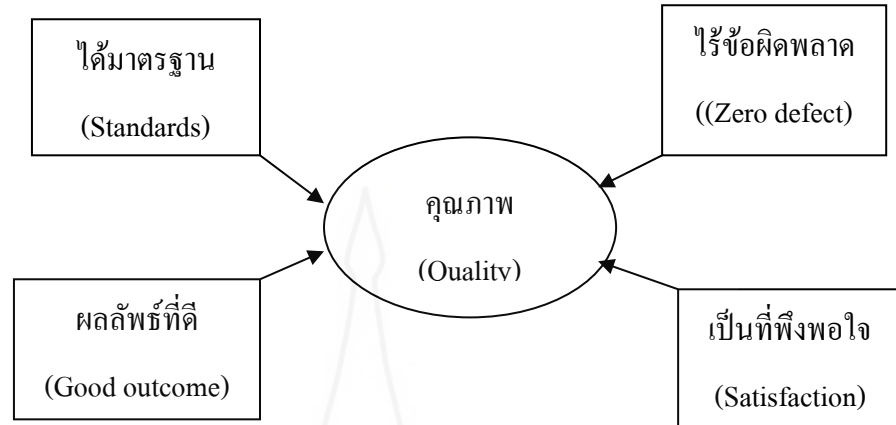 ได้มาตรฐาน
(Standards)
ไร้ข้อผิดพลาด
((Zero defect)
คุณภาพ
(Quality)
ผลลัพธ์ที่ดี
(Good outcome)
เป็นที่พึงพอใจ
(Satisfaction)